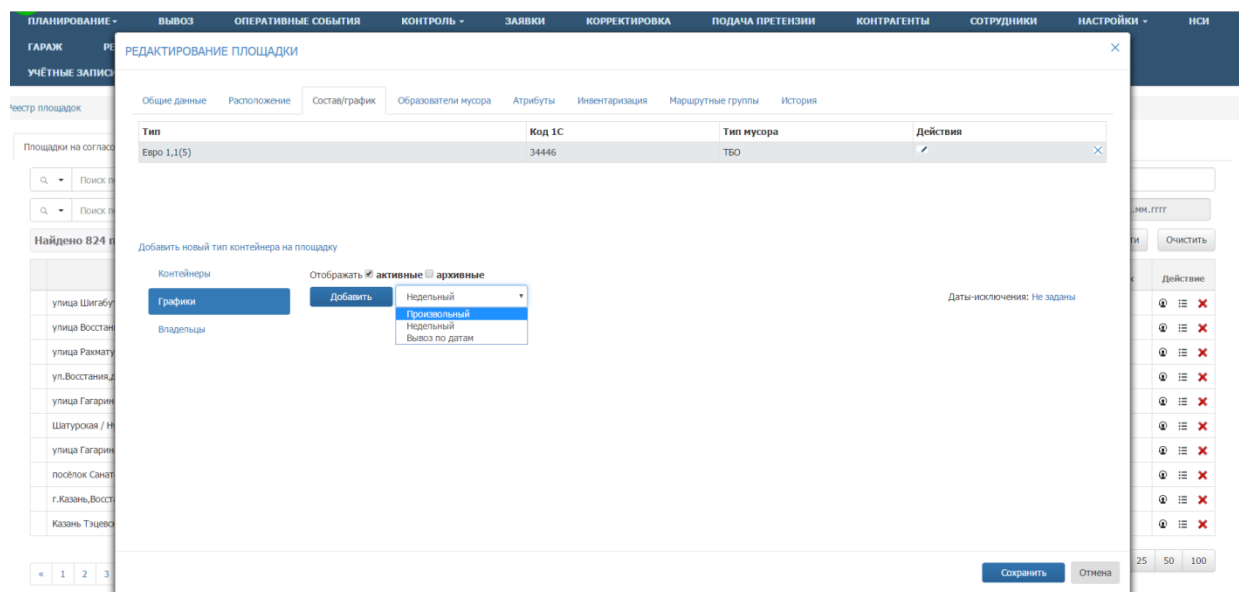 ПЛАНИРОВАНИЕ ВЫВОЗ ОПЕРАТИВНЫЕ СОБЫТИЯ КОНТРОЛЬ ЗАЯВКИ КОРРЕКТИРОВКА ПОДАЧА ПРЕТЕНЗИИ КОНТРАГЕНТЫ СОТРУДНИКИ НАСТРОЙКИ НСИ
ГАРАЖ РЕ
РЕДАКТИРОВАНИЕ ПЛОЩАДКИ
УЧЁТНЫЕ ЗАПИСИ
Реестр площадок
Общие данные Расположение Состав/график Образователи мусора Атрибуты Инвентаризация Маршрутные группы История
Тип Код 1С Тип мусора Действия
Площадки на соглас
Евро 1,1(5) 34446 ТБО
Поиск п
Поиск п .мм.гггг
Найдено 824 п ти Очистить
Добавить новый тип контейнера на площадку
Контейнеры Отображать активные архивные
к Действие
Графики Добавить Недельный Даты-исключения: Не заданы
Произвольный
Недельный
Вывоз по датам
Владельцы
улица Шигабу
улица Восстан
улица Рахмату
ул.Восстания,д
улица Гагарин
Шатурская / Н
улица Гагарин
посёлок Санат
г.Казань,Восст
Казань Тэцевс
Сохранить Отмена
« 1 2 3 25 50 100